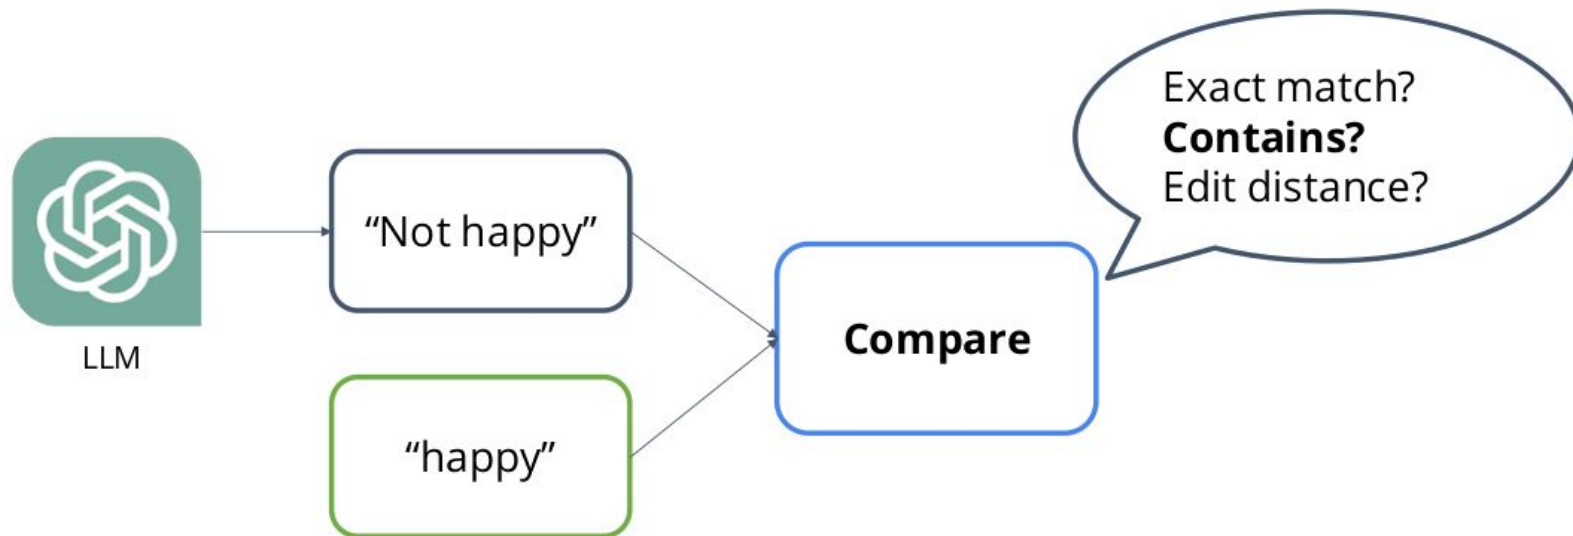 LLM
“Not happy”
“happy”
Compare
Exact match?
Contains?
Edit distance?